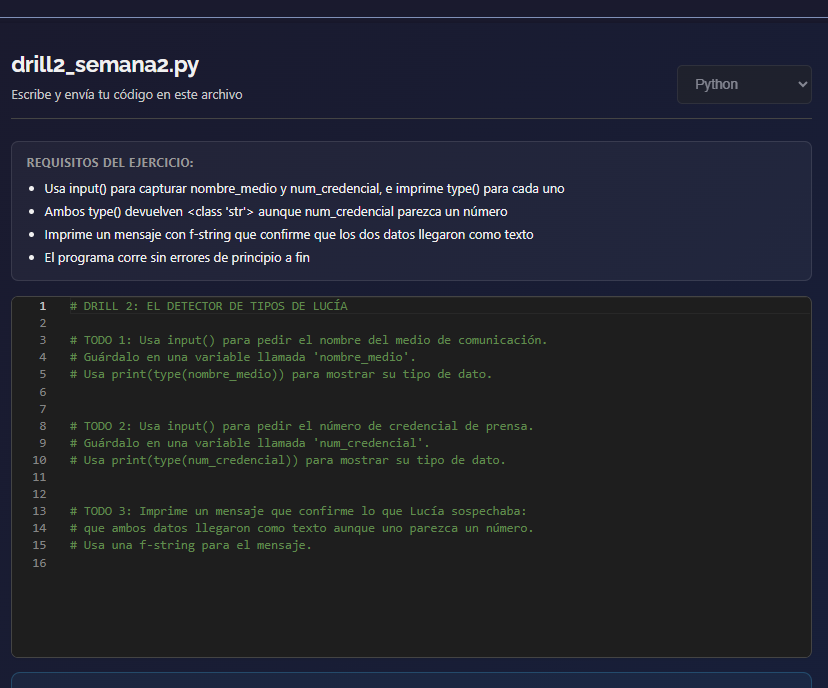 drill2_semana2.py
Escribe y envía tu código en este archivo
Python
REQUISITOS DEL EJERCICIO:
• Usa input() para capturar nombre_medio y num_credencial, e imprime type() para cada uno
• Ambos type() devuelven <class 'str'> aunque num_credencial parezca un número
• Imprime un mensaje con f-string que confirme que los dos datos llegaron como texto
• El programa corre sin errores de principio a fin
1 # DRILL 2: EL DETECTOR DE TIPOS DE LUCÍA
2
3 # TODO 1: Usa input() para pedir el nombre del medio de comunicación.
4 # Guárdalo en una variable llamada 'nombre_medio'.
5 # Usa print(type(nombre_medio)) para mostrar su tipo de dato.
6
7
8 # TODO 2: Usa input() para pedir el número de credencial de prensa.
9 # Guárdalo en una variable llamada 'num_credencial'.
10 # Usa print(type(num_credencial)) para mostrar su tipo de dato.
11
12
13 # TODO 3: Imprime un mensaje que confirme lo que Lucía sospechaba:
14 # que ambos datos llegaron como texto aunque uno parezca un número.
15 # Usa una f-string para el mensaje.
16